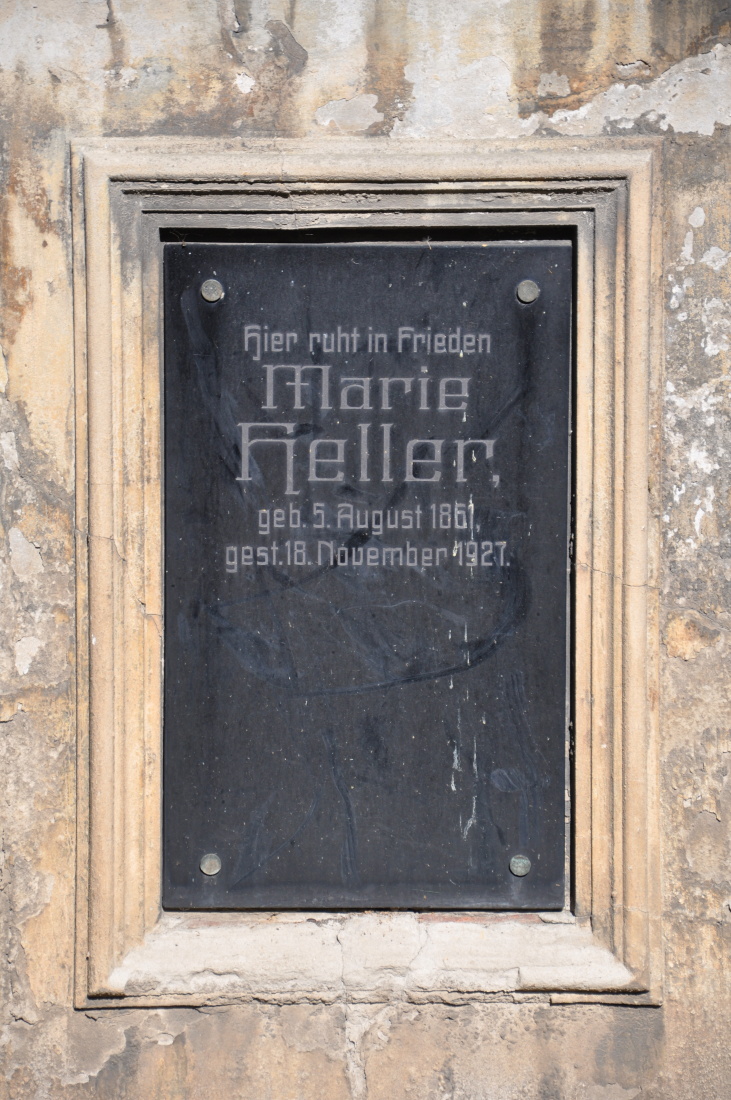 Hier ruht in Frieden
Marie
Heller,
geb. 5. August 1861,
gest. 18. November 1927.